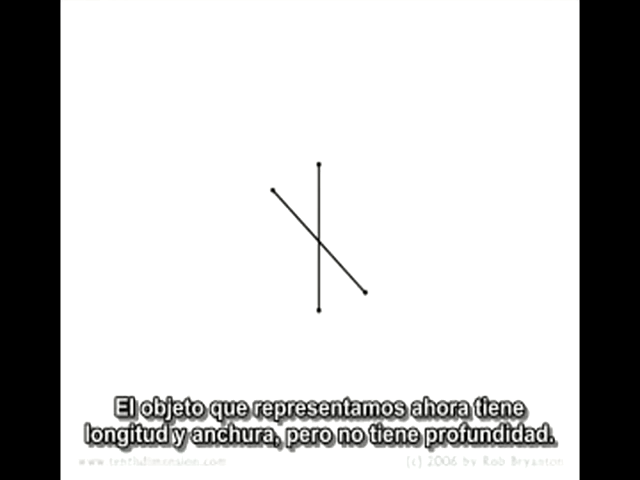 El objeto que representamos ahora tiene
longitud y anchura, pero no tiene profundidad.
www.tenthdimension.com
(c) 2006 by Rob Bryanton